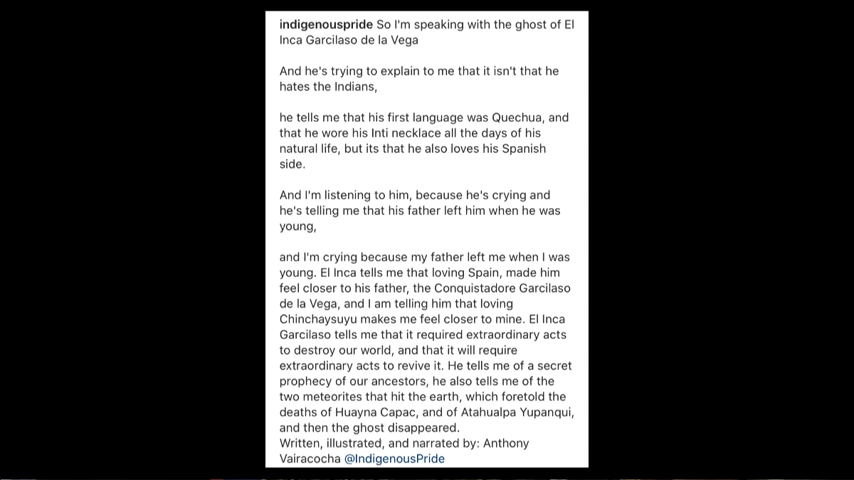 indigenouspride So I'm speaking with the ghost of El
Inca Garcilaso de la Vega
And he's trying to explain to me that it isn't that he
hates the Indians,
he tells me that his first language was Quechua, and
that he wore his Inti necklace all the days of his
natural life, but its that he also loves his Spanish
side.
And I'm listening to him, because he's crying and
he's telling me that his father left him when he was
young,
and I'm crying because my father left me when I was
young. El Inca tells me that loving Spain, made him
feel closer to his father, the Conquistadore Garcilaso
de la Vega, and I am telling him that loving
Chinchaysuyu makes me feel closer to mine. El Inca
Garcilaso tells me that it required extraordinary acts
to destroy our world, and that it will require
extraordinary acts to revive it. He tells me of a secret
prophecy of our ancestors, he also tells me of the
two meteorites that hit the earth, which foretold the
deaths of Huayna Capac, and of Atahualpa Yupanqui,
and then the ghost disappeared.
Written, illustrated, and narrated by: Anthony
Vairacocha @IndigenousPride